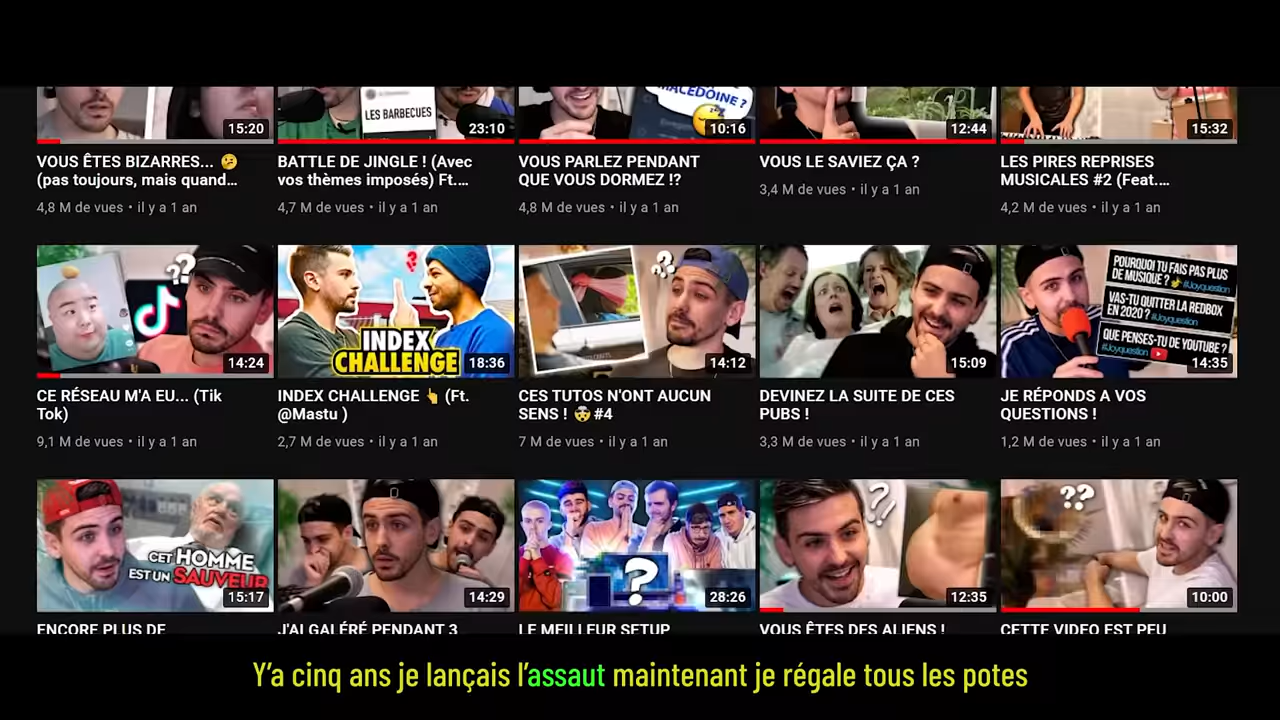 LES BARBECUES
MACÉDOINE ?
15:20
23:10
10:16
12:44
15:32
VOUS ÊTES BIZARRES... 🤔
(pas toujours, mais quand…
4,8 M de vues • il y a 1 an
BATTLE DE JINGLE ! (Avec
vos thèmes imposés) Ft.…
4,7 M de vues • il y a 1 an
VOUS PARLEZ PENDANT
QUE VOUS DORMEZ !?
4,8 M de vues • il y a 1 an
VOUS LE SAVIEZ ÇA ?
3,4 M de vues • il y a 1 an
LES PIRES REPRISES
MUSICALES #2 (Feat.…
4,2 M de vues • il y a 1 an
??
14:24
?
INDEX
CHALLENGE
18:36
??
14:12
15:09
POURQUOI TU FAIS PAS PLUS
DE MUSIQUE ? #Joyquestion
VAS-TU QUITTER LA REDBOX
EN 2020 ? #Joyquestion
QUE PENSES-TU DE YOUTUBE ?
#Joyquestion
14:35
CE RÉSEAU M'A EU... (Tik
Tok)
9,1 M de vues • il y a 1 an
INDEX CHALLENGE 👆 (Ft.
@Mastu )
2,7 M de vues • il y a 1 an
CES TUTOS N'ONT AUCUN
SENS ! 🤯 #4
7 M de vues • il y a 1 an
DEVINEZ LA SUITE DE CES
PUBS !
3,3 M de vues • il y a 1 an
JE RÉPONDS A VOS
QUESTIONS !
1,2 M de vues • il y a 1 an
CET HOMME
EST UN SAUVEUR
15:17
14:29
?
28:26
??
12:35
??
10:00
ENCORE PLUS DE
J'AI GALÉRÉ PENDANT 3
LE MEILLEUR SETUP
VOUS ÊTES DES ALIENS !
CETTE VIDEO EST PEU
Y'a cinq ans je lançais l'assaut maintenant je régale tous les potes